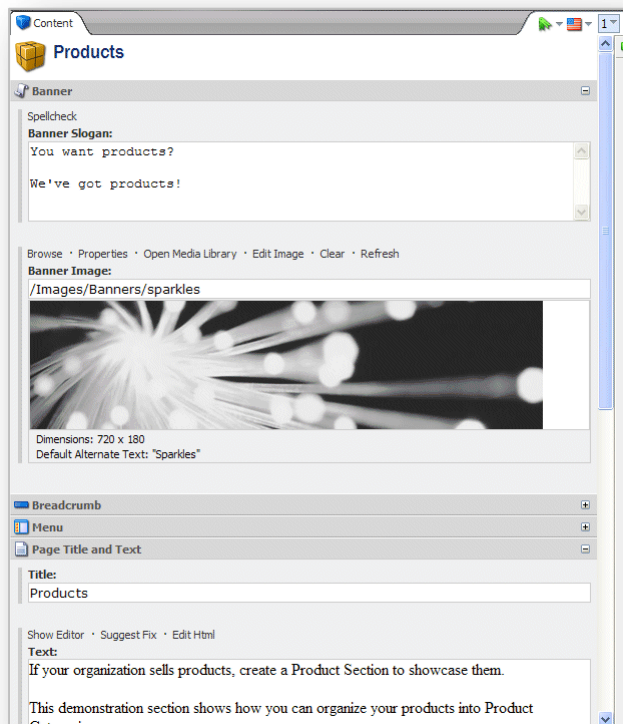 Content
1
Products
Banner
Spellcheck
Banner Slogan:
You want products?
We've got products!
Browse · Properties · Open Media Library · Edit Image · Clear · Refresh
Banner Image:
/Images/Banners/sparkles
Dimensions: 720 x 180
Default Alternate Text: "Sparkles"
Breadcrumb
Menu
Page Title and Text
Title:
Products
Show Editor · Suggest Fix · Edit Html
Text:
If your organization sells products, create a Product Section to showcase them.
This demonstration section shows how you can organize your products into Product